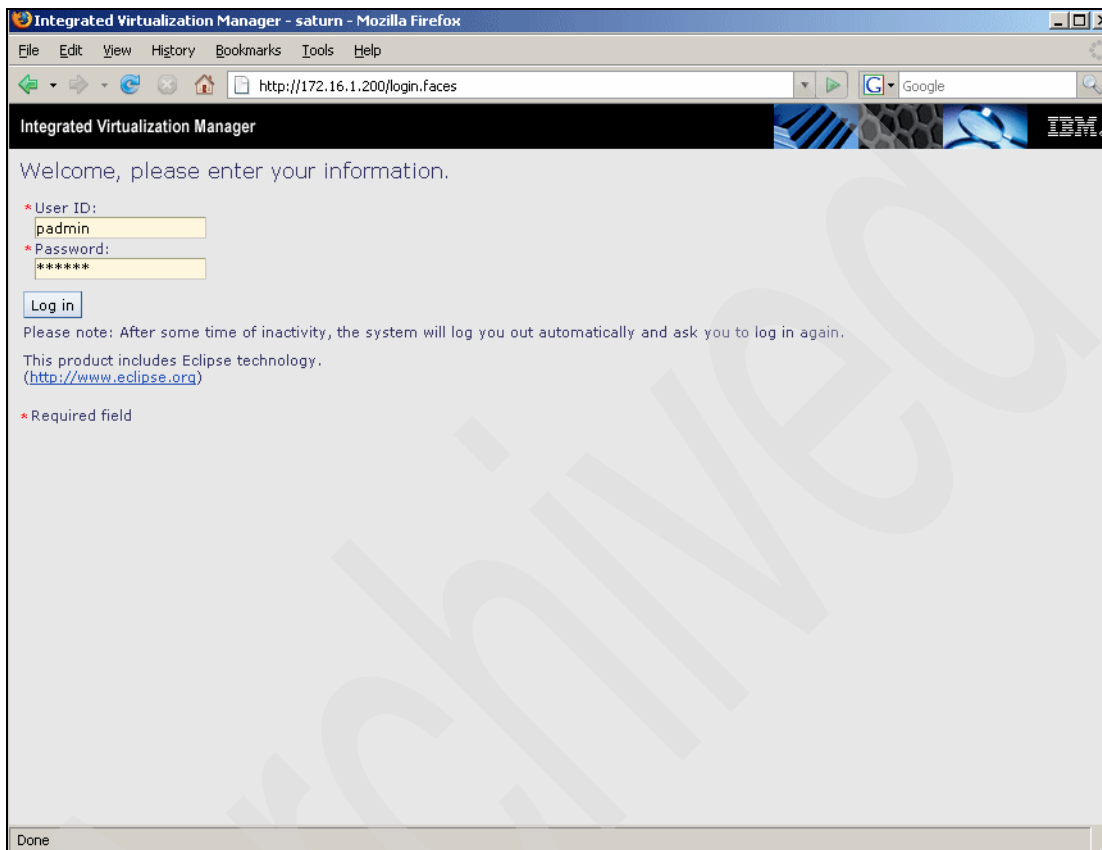 Integrated Virtualization Manager - saturn - Mozilla Firefox
File Edit View History Bookmarks Tools Help
http://172.16.1.200/login.faces
G Google
Integrated Virtualization Manager
IBM.
Welcome, please enter your information.
*User ID:
padmin
*Password:
******
Log in
Please note: After some time of inactivity, the system will log you out automatically and ask you to log in again.
This product includes Eclipse technology.
(http://www.eclipse.org)
*Required field
Done
Archived